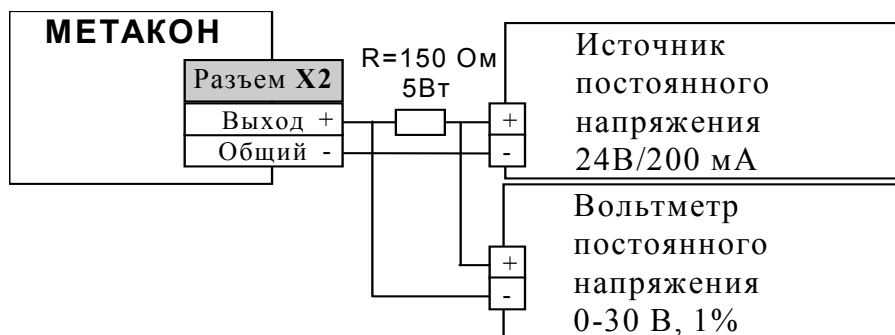 МЕТАКОН
Разъем X2
Выход +
Общий -
R=150 Ом
5Вт
+
-
Источник
постоянного
напряжения
24В/200 мА
+
-
Вольтметр
постоянного
напряжения
0-30 В, 1%